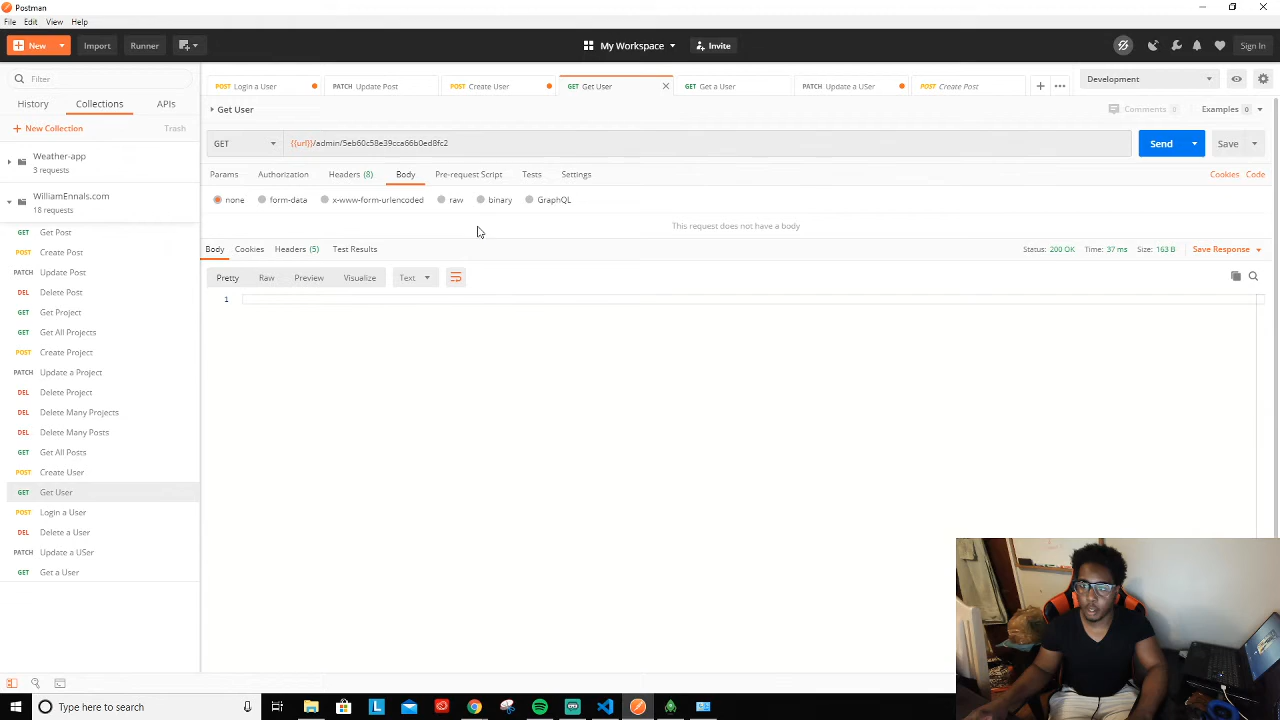 Postman
File Edit View Help
New Import Runner My Workspace Invite Sign In
Filter
History Collections APIs
New Collection Trash
Weather-app
3 requests
WilliamEnnals.com
18 requests
GET Get Post
POST Create Post
PATCH Update Post
DEL Delete Post
GET Get Project
GET Get All Projects
POST Create Project
PATCH Update a Project
DEL Delete Project
DEL Delete Many Projects
DEL Delete Many Posts
GET Get All Posts
POST Create User
GET Get User
POST Login a User
DEL Delete a User
PATCH Update a USer
GET Get a User
POST Login a User PATCH Update Post POST Create User GET Get User GET Get a User PATCH Update a USer POST Create Post
Development
Get User Comments 0 Examples 0
GET {{url}}/admin/5eb60c58e39cca66b0ed8fc2 Send Save
Params Authorization Headers (8) Body Pre-request Script Tests Settings Cookies Code
none form-data x-www-form-urlencoded raw binary GraphQL
This request does not have a body
Body Cookies Headers (5) Test Results Status: 200 OK Time: 37 ms Size: 163 B Save Response
Pretty Raw Preview Visualize Text
1
Type here to search